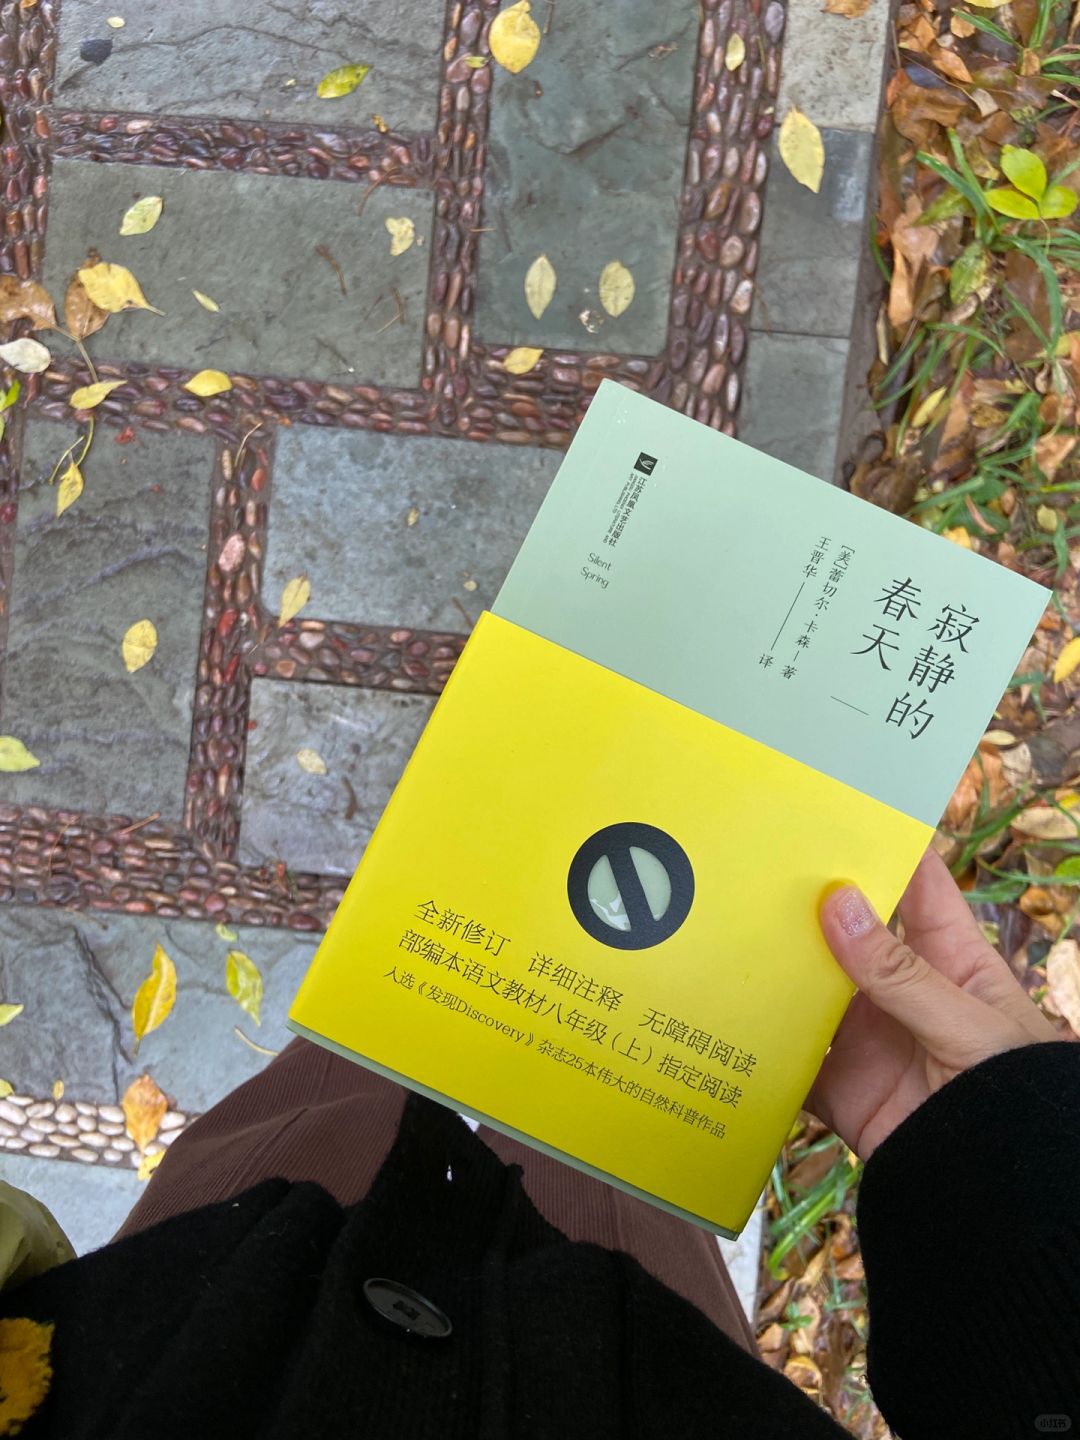 寂静的
春天
[美]蕾切尔·卡森 著
王晋华 译
江苏凤凰文艺出版社
Silent
Spring
全新修订 详细注释 无障碍阅读
部编本语文教材八年级(上)指定阅读
入选《发现Discovery》杂志25本伟大的自然科普作品
小红书